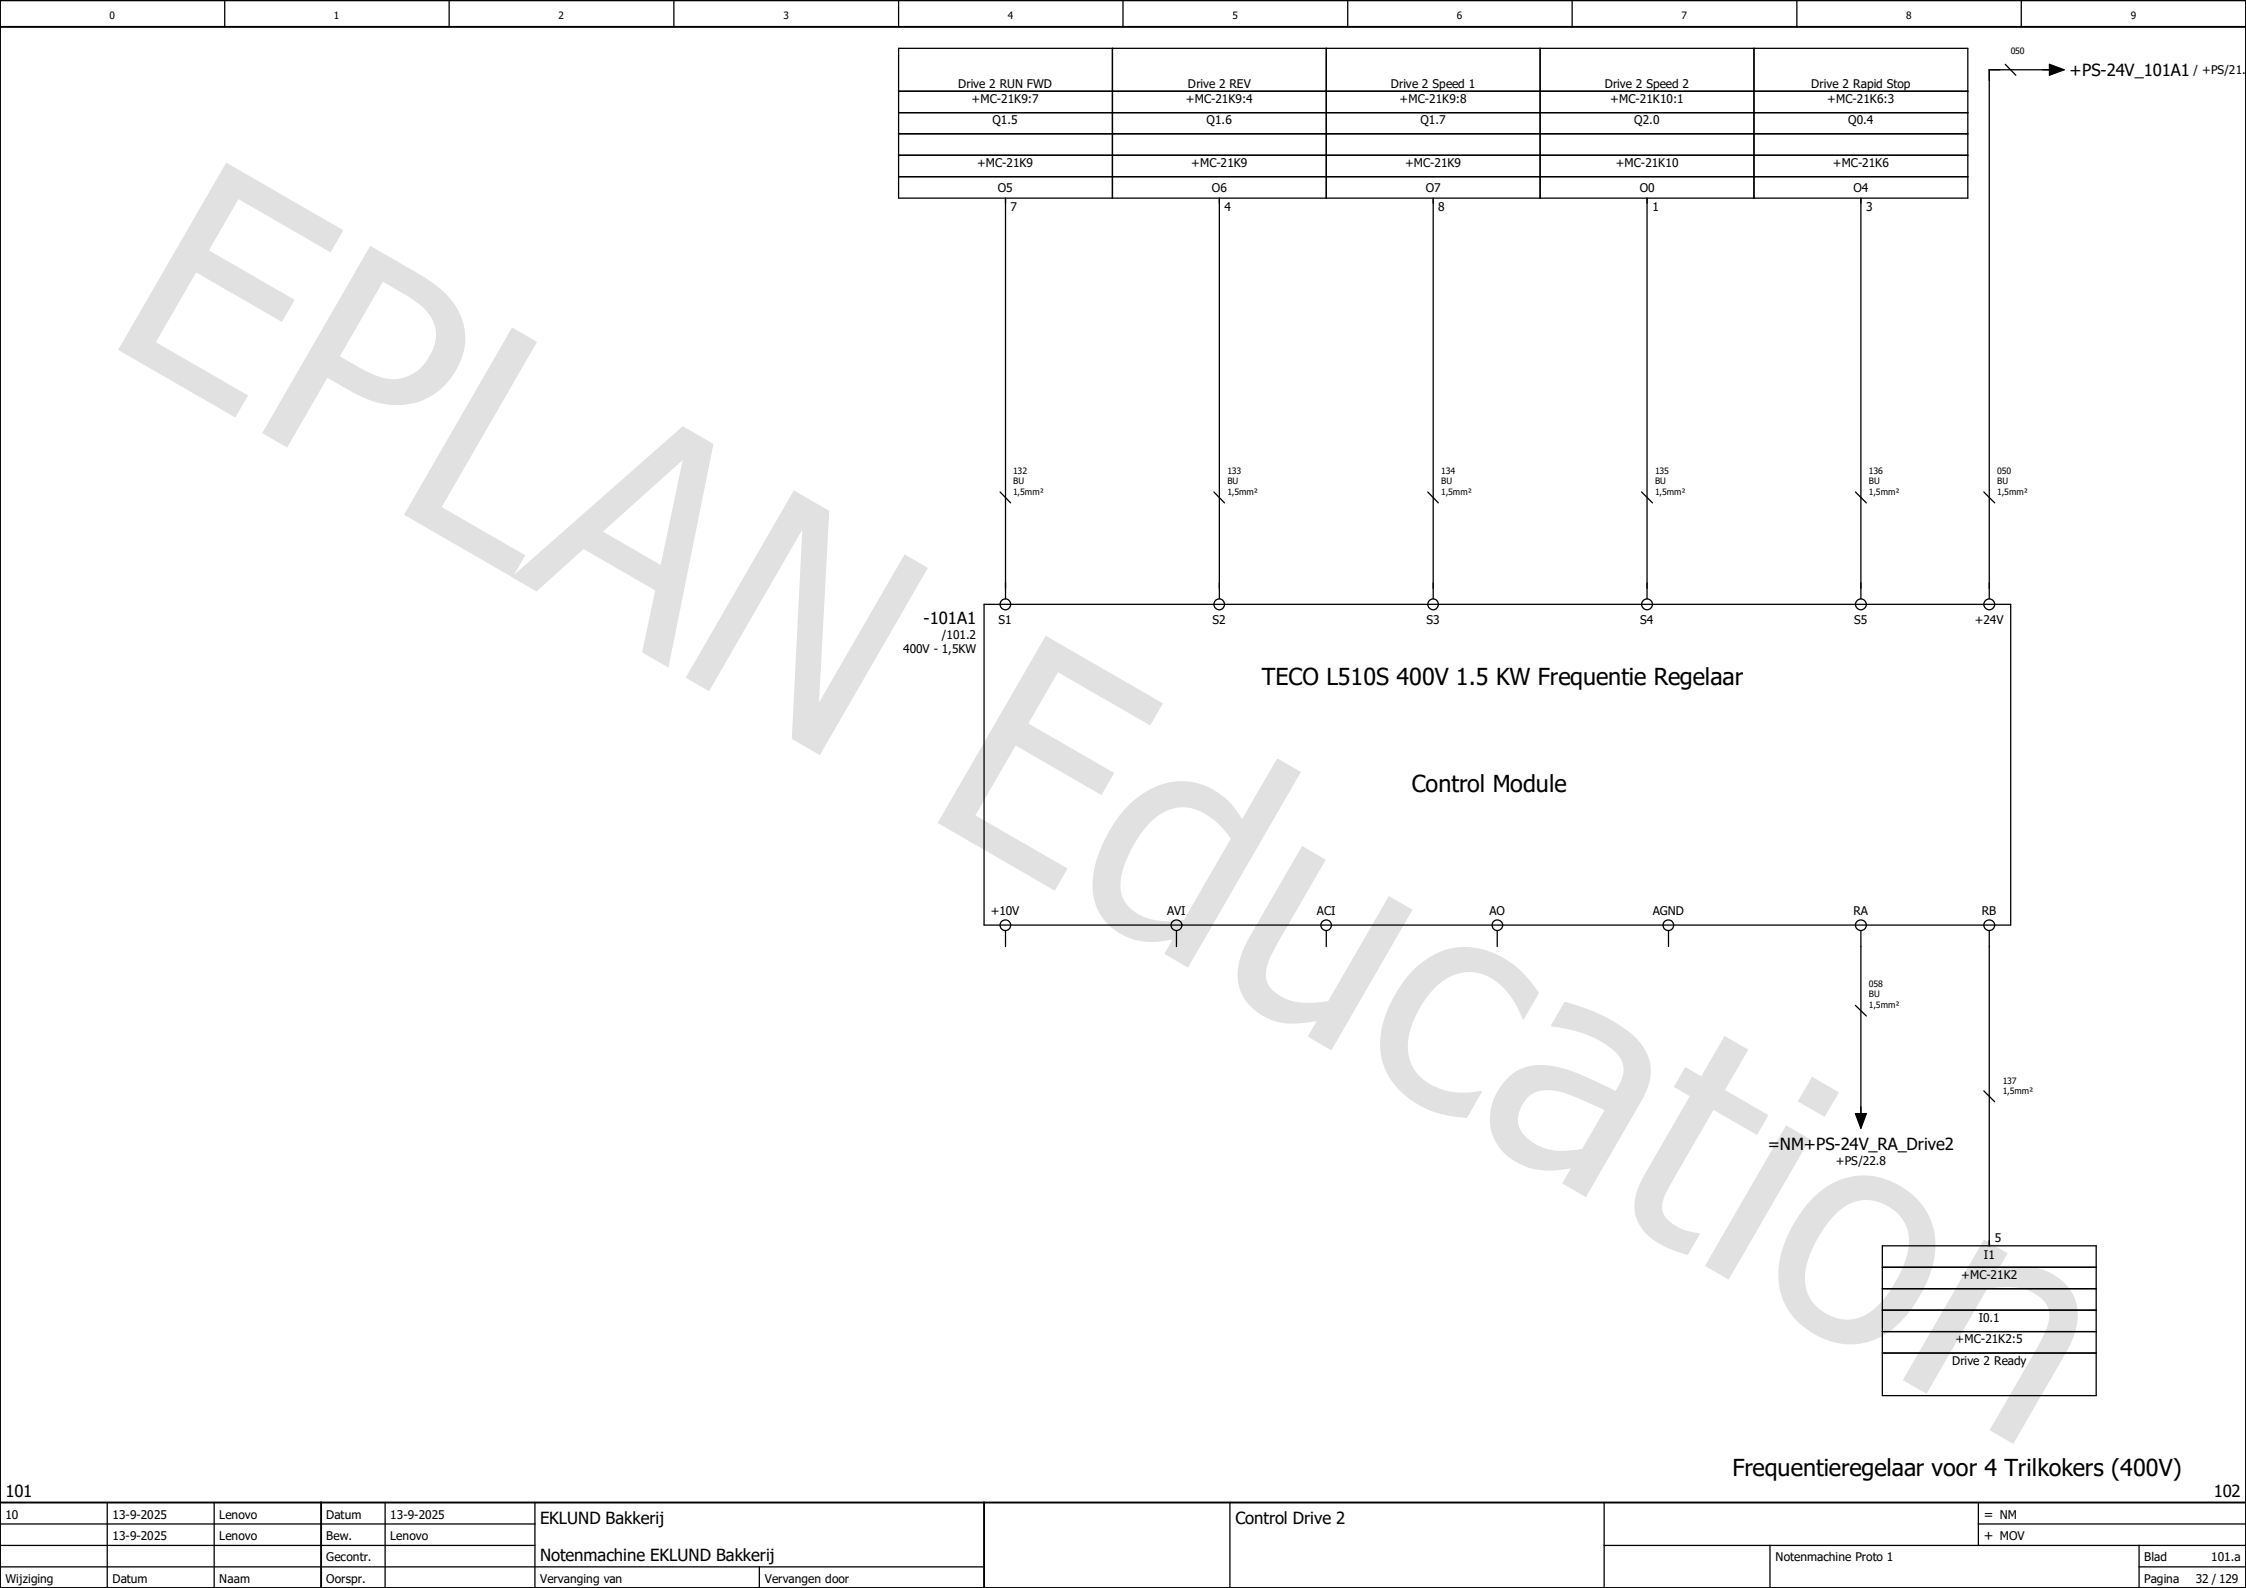 0 1 2 3 4 5 6 7 8 9
050
+PS-24V_101A1 / +PS/21.
Drive 2 RUN FWD Drive 2 REV Drive 2 Speed 1 Drive 2 Speed 2 Drive 2 Rapid Stop
+MC-21K9:7 +MC-21K9:4 +MC-21K9:8 +MC-21K10:1 +MC-21K6:3
Q1.5 Q1.6 Q1.7 Q2.0 Q0.4
+MC-21K9 +MC-21K9 +MC-21K9 +MC-21K10 +MC-21K6
O5 O6 O7 O0 O4
7 4 8 1 3
132 133 134 135 136 050
BU BU BU BU BU BU
1,5mm² 1,5mm² 1,5mm² 1,5mm² 1,5mm² 1,5mm²
-101A1
/101.2
400V - 1,5KW
S1 S2 S3 S4 S5 +24V
TECO L510S 400V 1.5 KW Frequentie Regelaar
Control Module
+10V AVI ACI AO AGND RA RB
058
BU
1,5mm²
137
1,5mm²
=NM+PS-24V_RA_Drive2
+PS/22.8
5
I1
+MC-21K2
I0.1
+MC-21K2:5
Drive 2 Ready
EPLAN Education
Frequentieregelaar voor 4 Trilkokers (400V)
101 102
10 13-9-2025 Lenovo Datum 13-9-2025 EKLUND Bakkerij Control Drive 2 = NM
13-9-2025 Lenovo Bew. Lenovo + MOV
Gecontr. Notenmachine EKLUND Bakkerij Notenmachine Proto 1 Blad 101.a
Wijziging Datum Naam Oorspr. Vervanging van Vervangen door Pagina 32 / 129